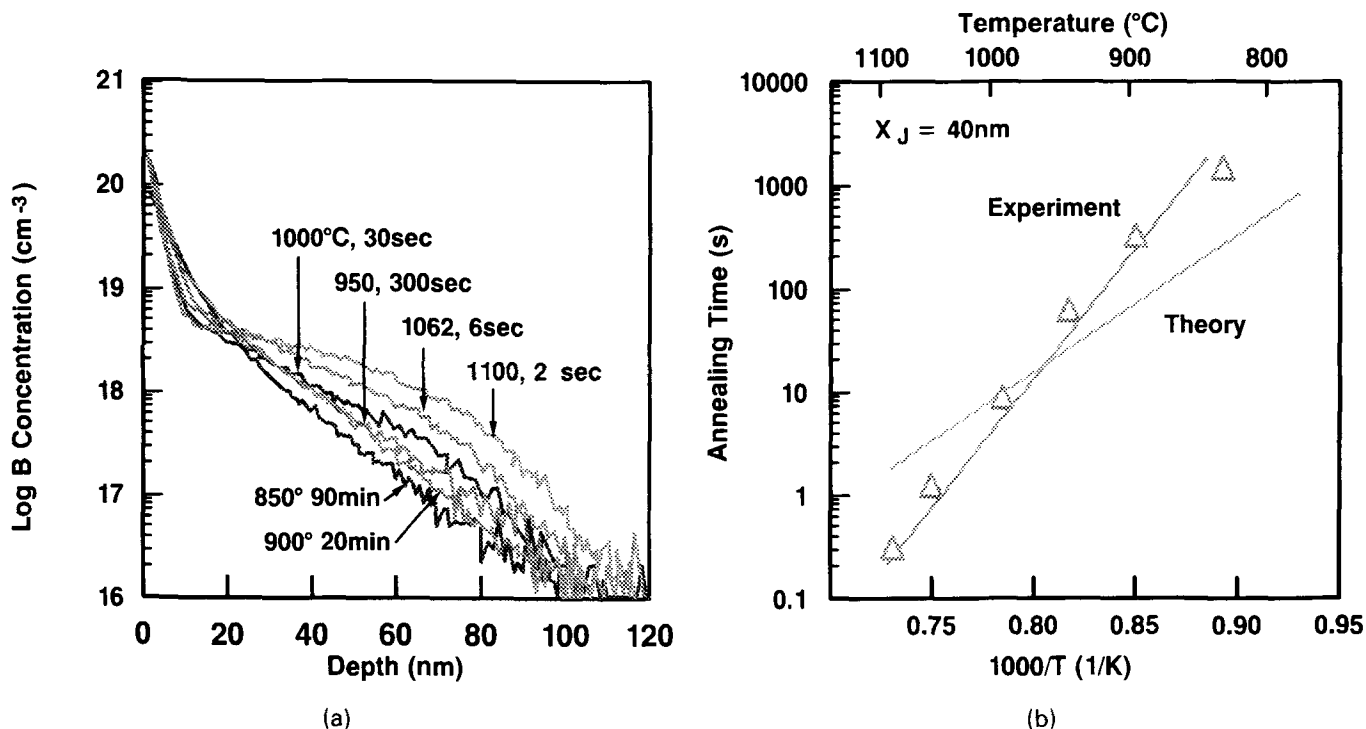 21
20
19
18
17
16
Log B Concentration (cm-3)
1000°C, 30sec
950, 300sec
1062, 6sec
1100, 2 sec
850° 90min
900° 20min
0 20 40 60 80 100 120
Depth (nm)
(a)
Temperature (°C)
1100 1000 900 800
10000
1000
100
10
1
0.1
Annealing Time (s)
X J = 40nm
Experiment
Theory
0.75 0.80 0.85 0.90 0.95
1000/T (1/K)
(b)